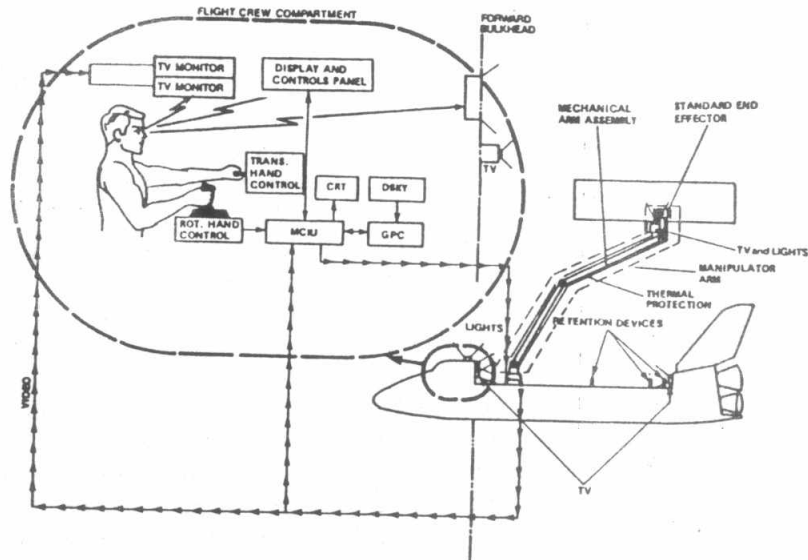 FLIGHT CREW COMPARTMENT
FORWARD
BULKHEAD
TV MONITOR
TV MONITOR
DISPLAY AND
CONTROLS PANEL
MECHANICAL
ARM ASSEMBLY
STANDARD END
EFFECTOR
TV
TRANS.
HAND
CONTROL
CRT
DSKY
ROT. HAND
CONTROL
MCIU
GPC
TV and LIGHTS
MANIPULATOR
ARM
THERMAL
PROTECTION
LIGHTS
RETENTION DEVICES
VIDEO
TV